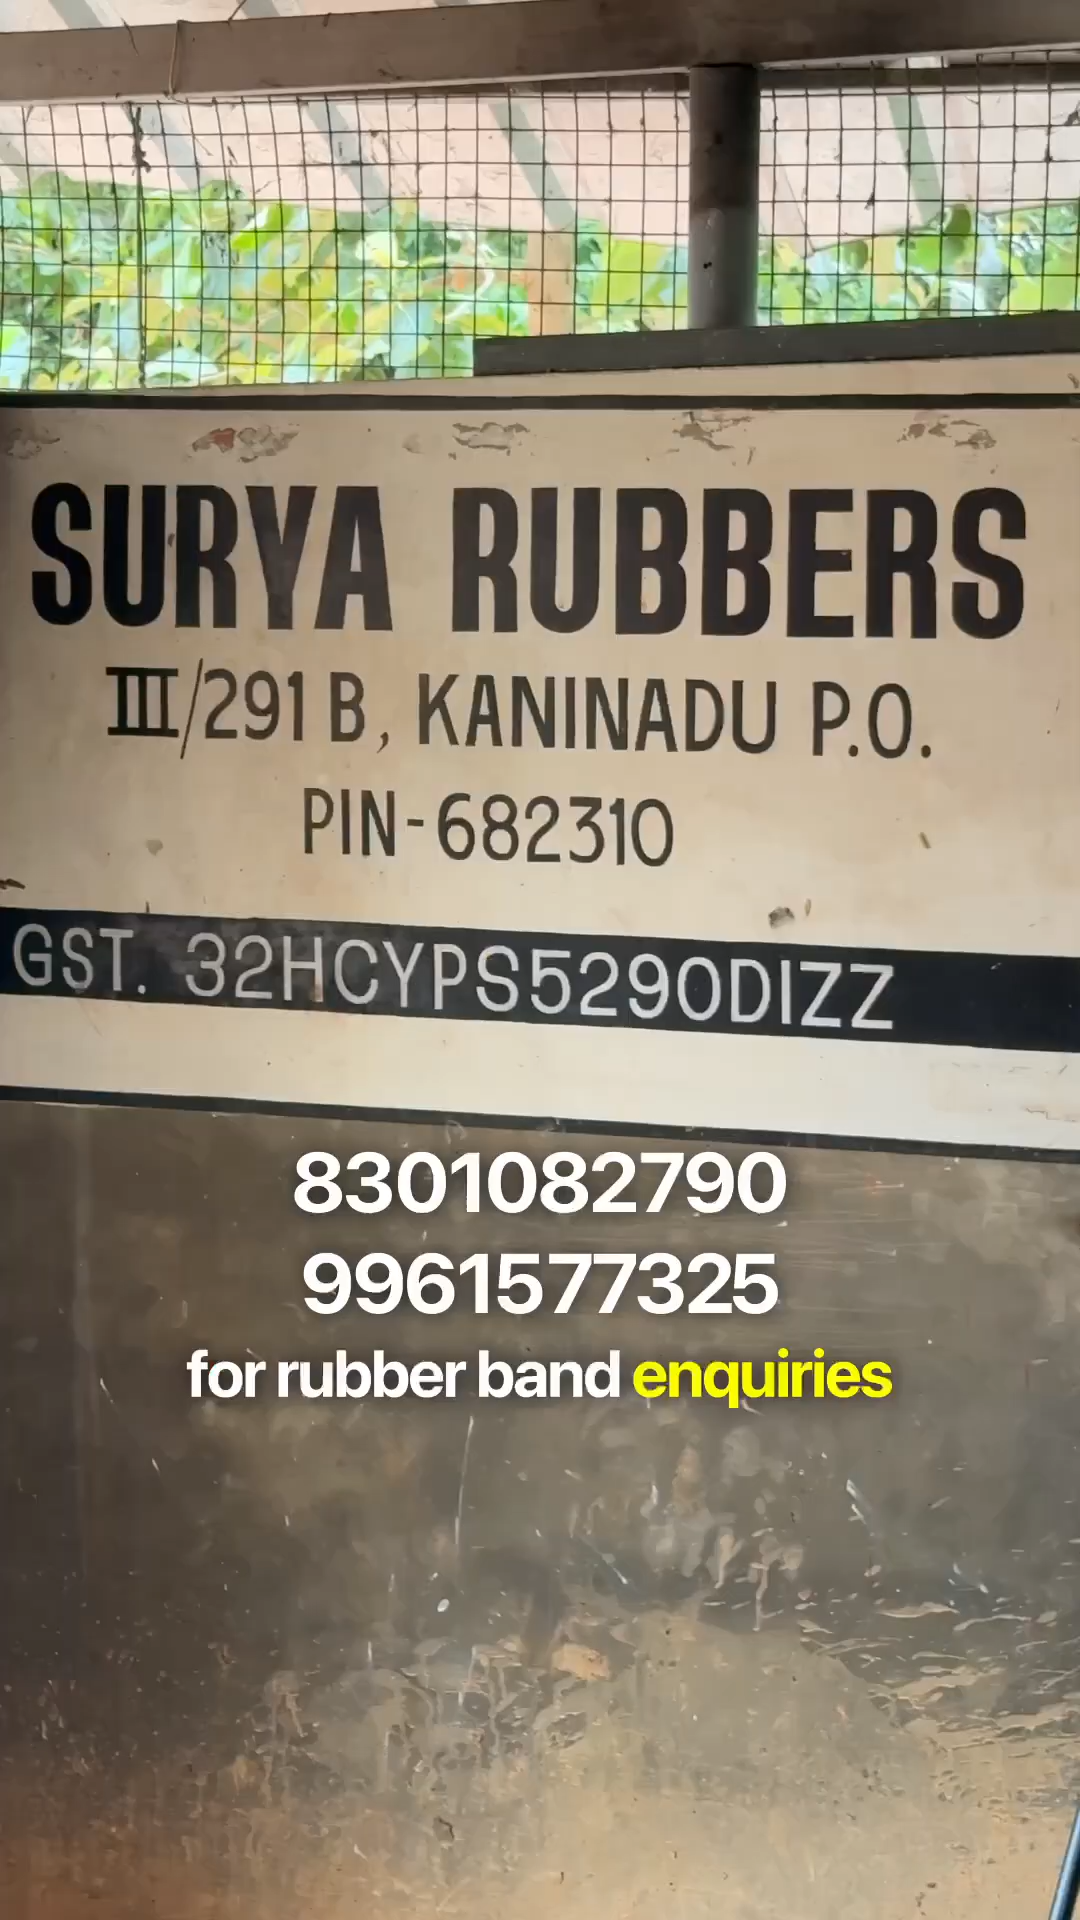 SURYA RUBBERS
III/291 B, KANINADU P.O.
PIN-682310
GST. 32HCYPS5290DIZZ
8301082790
9961577325
for rubber band enquiries